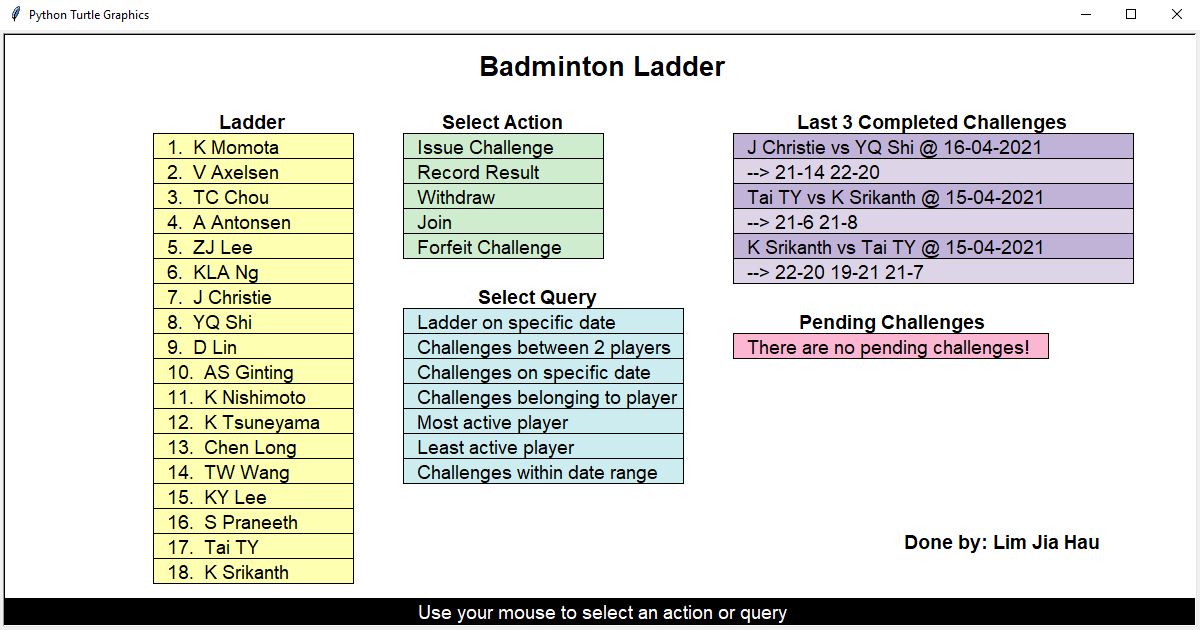 Python Turtle Graphics
Badminton Ladder
Ladder
1. K Momota
2. V Axelsen
3. TC Chou
4. A Antonsen
5. ZJ Lee
6. KLA Ng
7. J Christie
8. YQ Shi
9. D Lin
10. AS Ginting
11. K Nishimoto
12. K Tsuneyama
13. Chen Long
14. TW Wang
15. KY Lee
16. S Praneeth
17. Tai TY
18. K Srikanth
Select Action
Issue Challenge
Record Result
Withdraw
Join
Forfeit Challenge
Select Query
Ladder on specific date
Challenges between 2 players
Challenges on specific date
Challenges belonging to player
Most active player
Least active player
Challenges within date range
Last 3 Completed Challenges
J Christie vs YQ Shi @ 16-04-2021
--> 21-14 22-20
Tai TY vs K Srikanth @ 15-04-2021
--> 21-6 21-8
K Srikanth vs Tai TY @ 15-04-2021
--> 22-20 19-21 21-7
Pending Challenges
There are no pending challenges!
Done by: Lim Jia Hau
Use your mouse to select an action or query